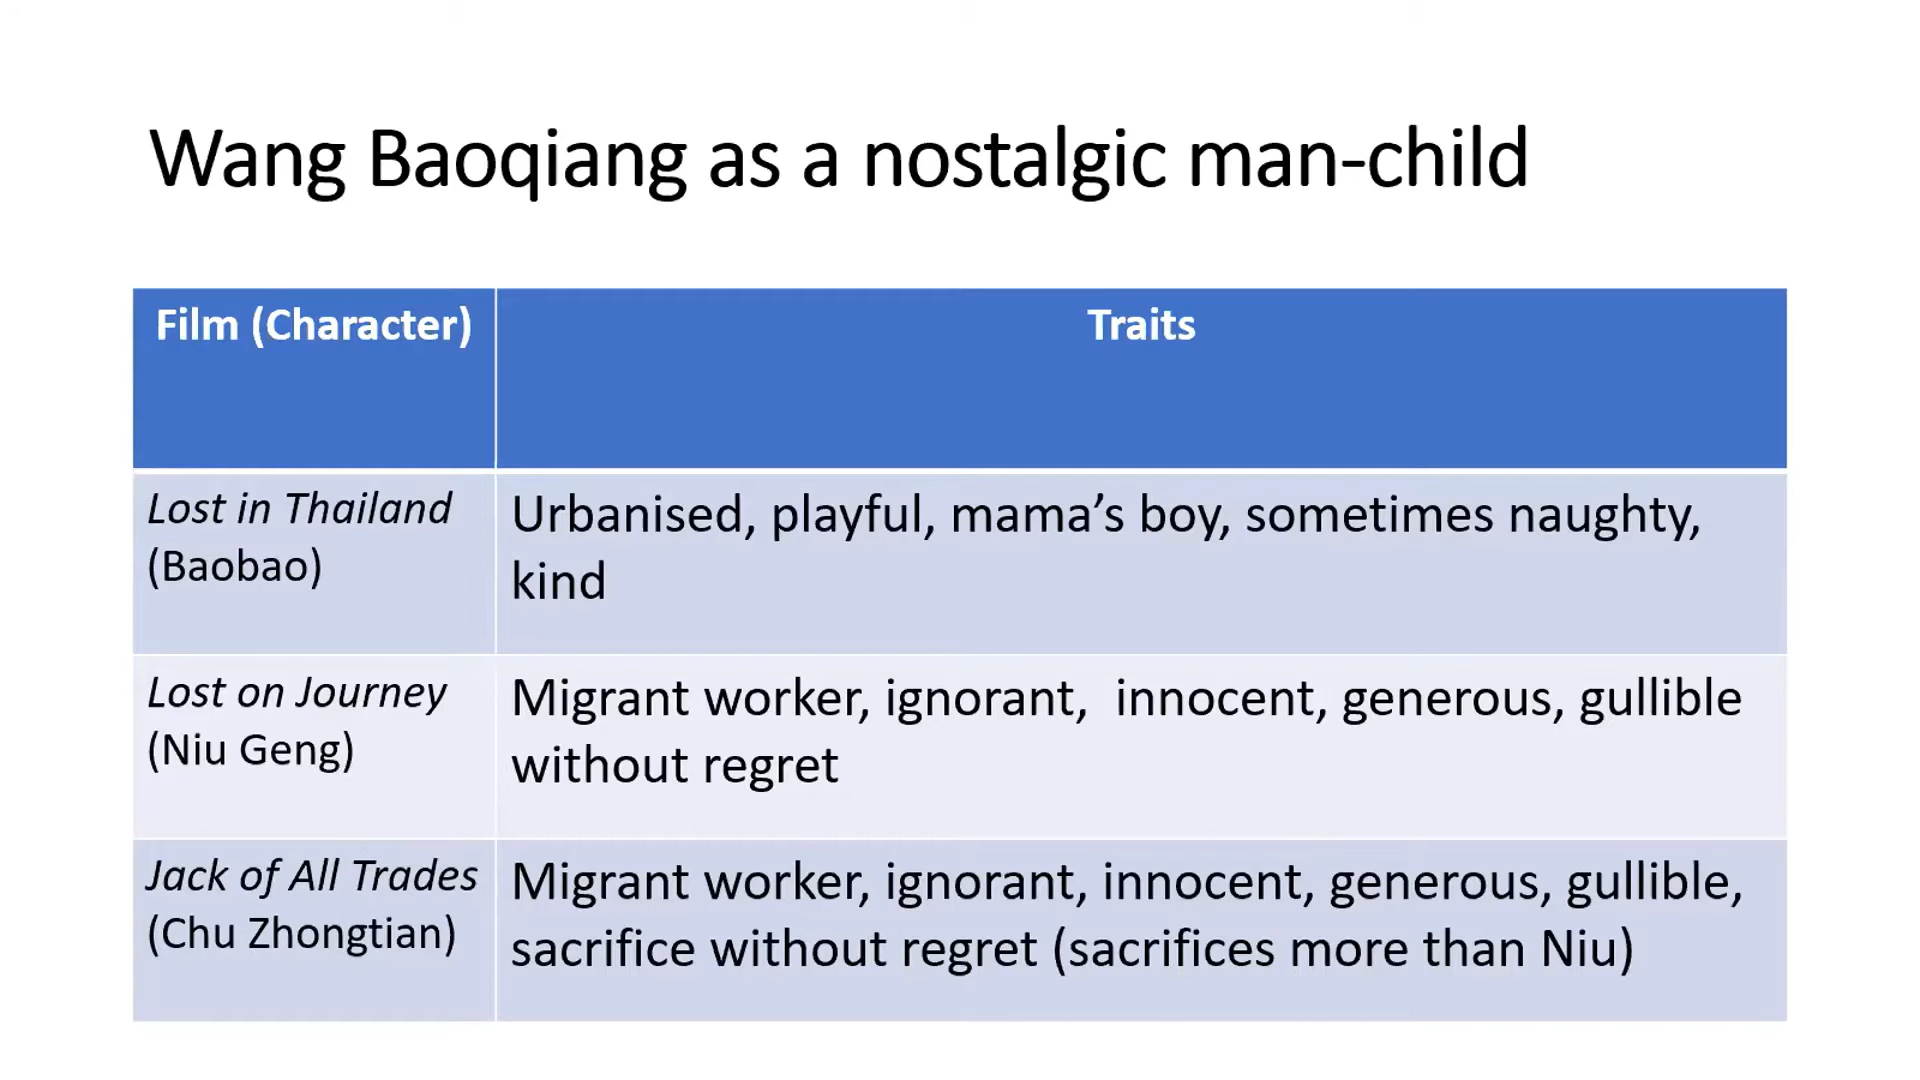 Wang Baoqiang as a nostalgic man-child
Film (Character)
Traits
Lost in Thailand
(Baobao)
Urbanised, playful, mama’s boy, sometimes naughty,
kind
Lost on Journey
(Niu Geng)
Migrant worker, ignorant,  innocent, generous, gullible
without regret
Jack of All Trades
(Chu Zhongtian)
Migrant worker, ignorant, innocent, generous, gullible,
sacrifice without regret (sacrifices more than Niu)